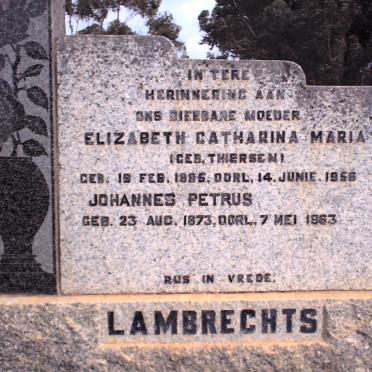 IN TERE
HERINNERING AAN
ONS DIERBARE MOEDER
ELIZABETH CATHARINA MARIA
(GEB. THIERSEN)
GEB. 19 FEB. 1885, OORL. 14. JUNIE. 1956
JOHANNES PETRUS
GEB. 23 AUG. 1873, OORL. 7 MEI 1963
RUS IN VREDE.
LAMBRECHTS